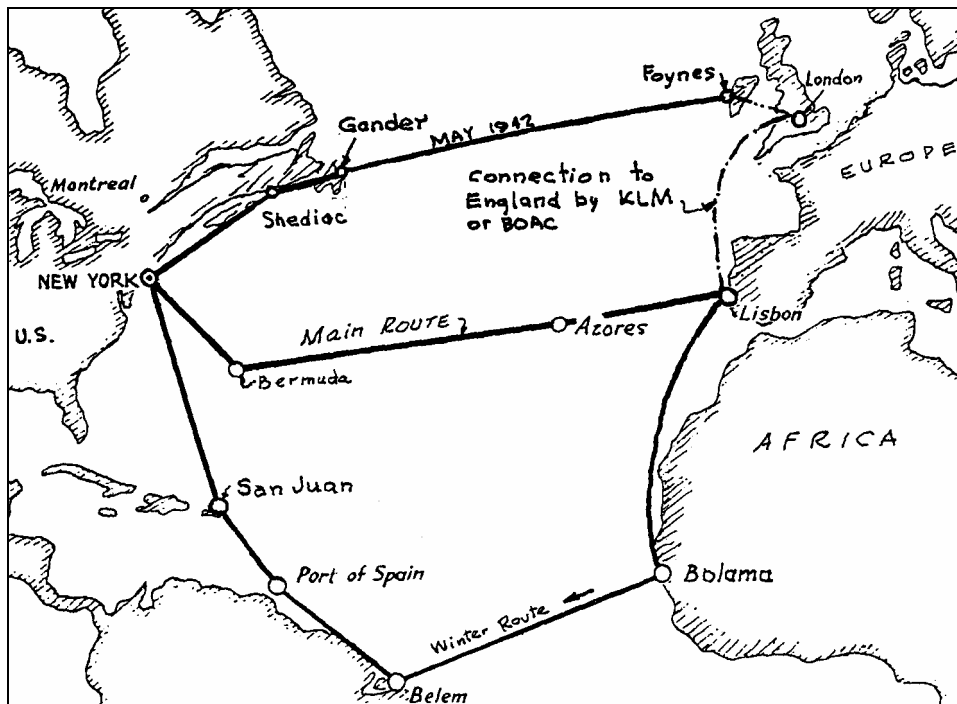 Foynes
London
Gander
MAY 1942
EUROPE
Montreal
Connection to
England by KLM
or BOAC
Shediac
NEW YORK
Main ROUTE
Azores
Lisbon
U.S.
Bermuda
AFRICA
San Juan
Port of Spain
Bolama
Winter Route
Belem